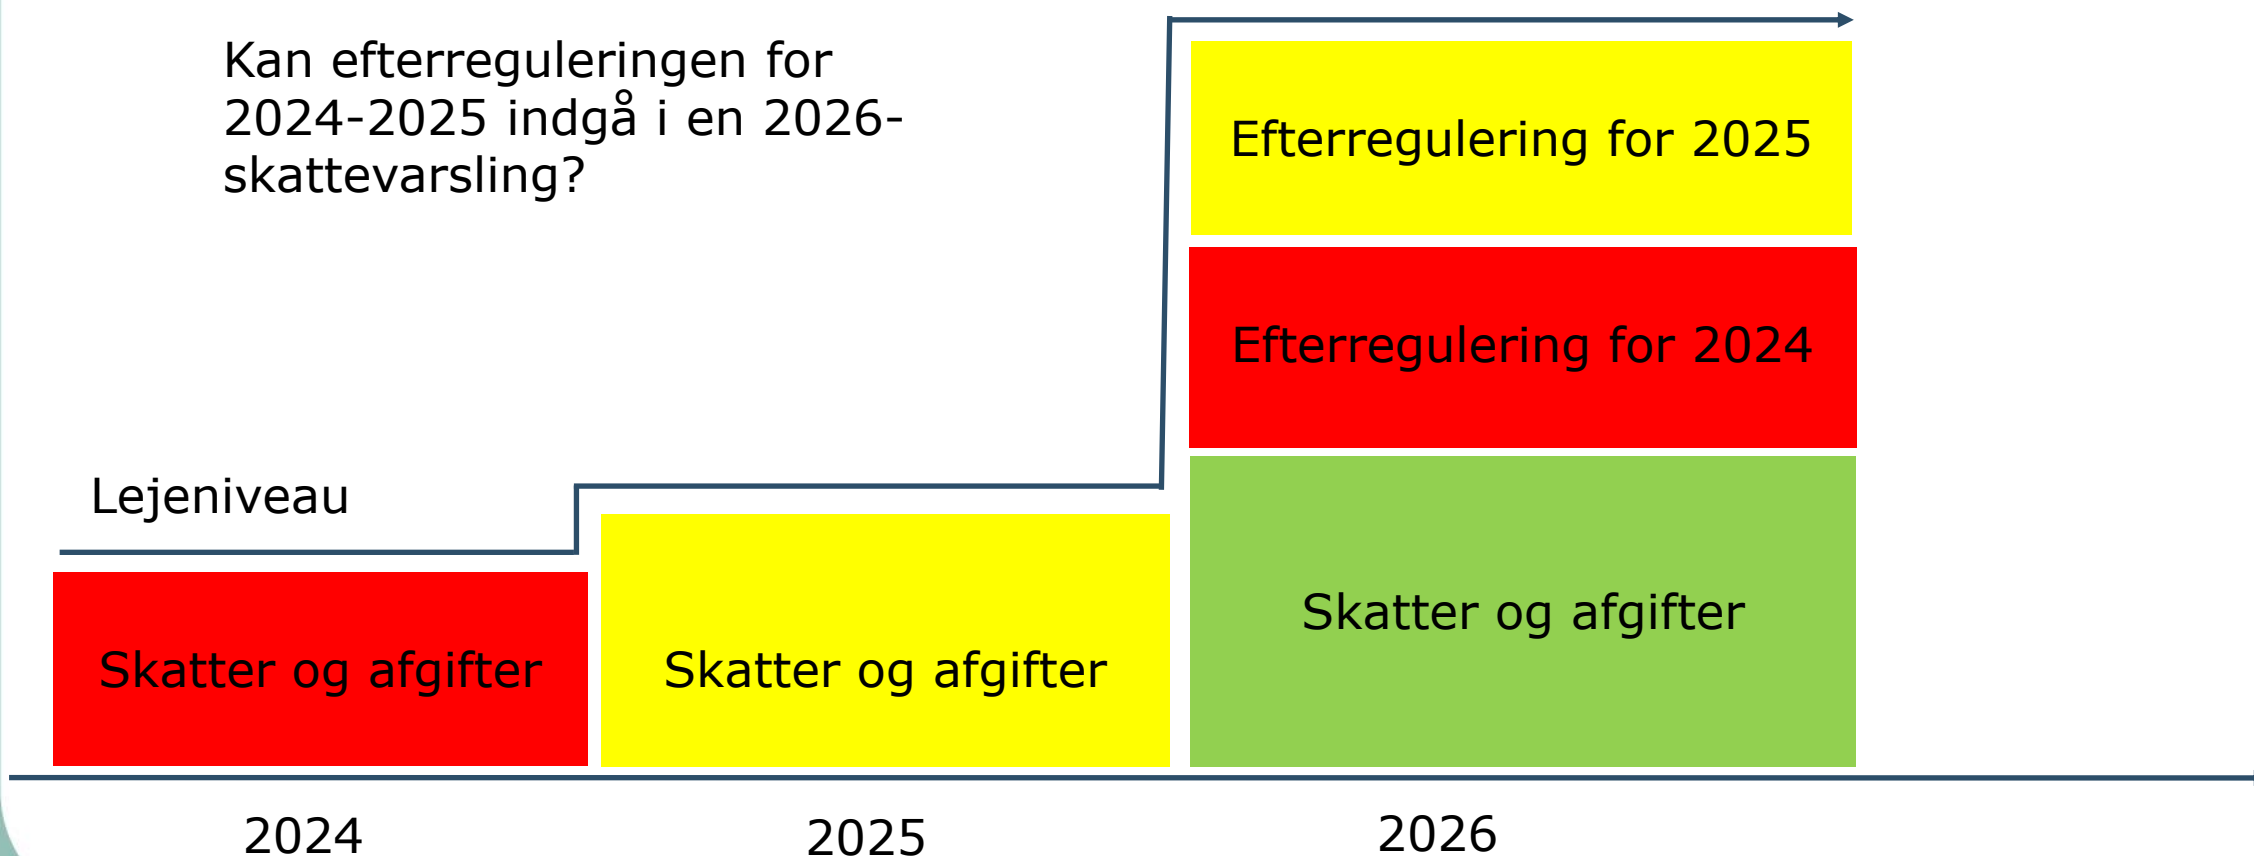 Kan efterreguleringen for
2024-2025 indgå i en 2026-
skattevarsling?
Efterregulering for 2025
Efterregulering for 2024
Lejeniveau
Skatter og afgifter
Skatter og afgifter
Skatter og afgifter
2024
2025
2026